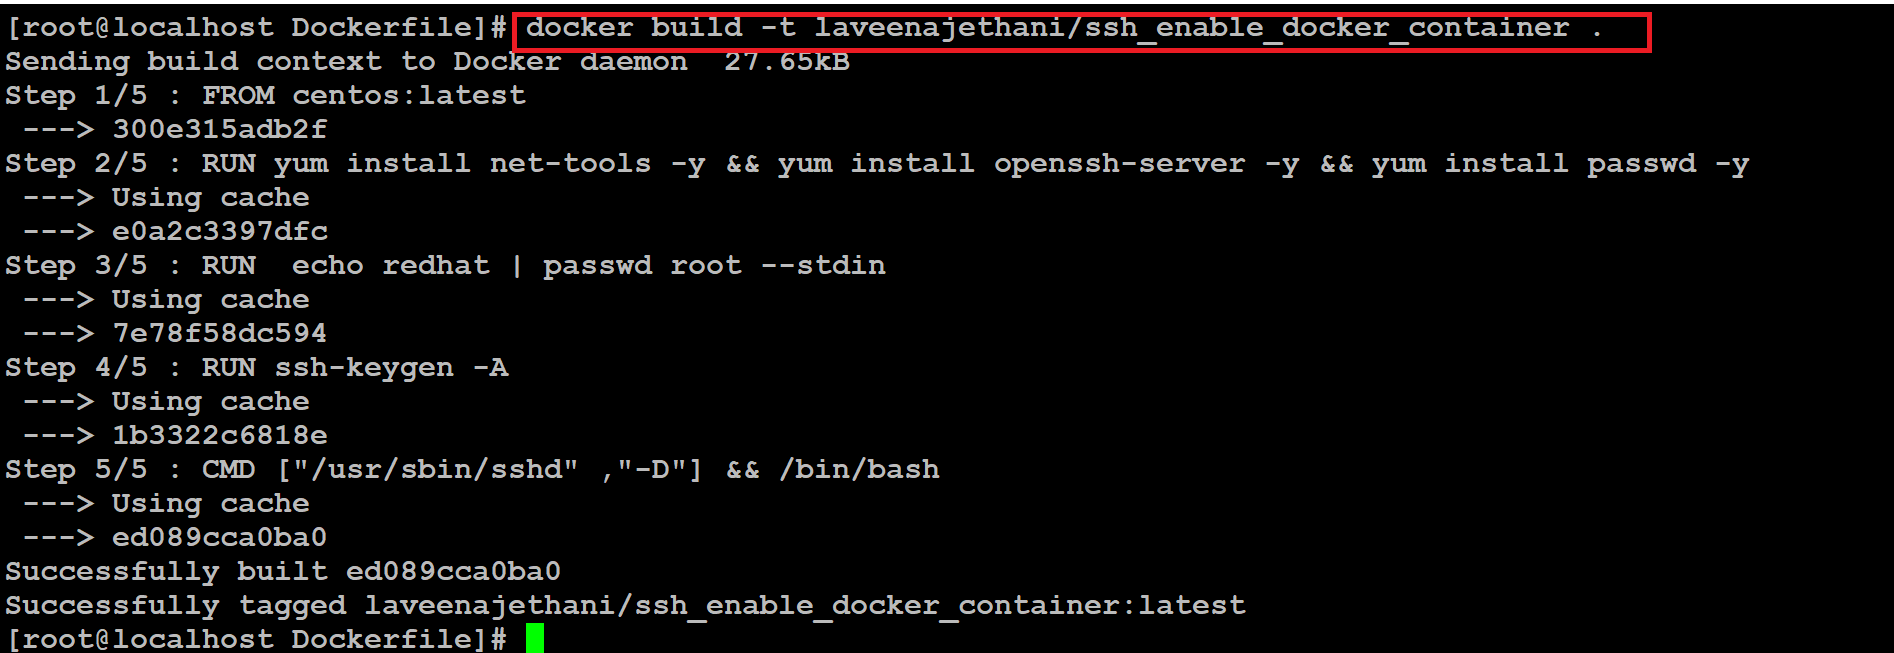 [root@localhost Dockerfile]# docker build -t laveenajethani/ssh_enable_docker_container .
Sending build context to Docker daemon  27.65kB
Step 1/5 : FROM centos:latest
 ---> 300e315adb2f
Step 2/5 : RUN yum install net-tools -y && yum install openssh-server -y && yum install passwd -y
 ---> Using cache
 ---> e0a2c3397dfc
Step 3/5 : RUN  echo redhat | passwd root --stdin
 ---> Using cache
 ---> 7e78f58dc594
Step 4/5 : RUN ssh-keygen -A
 ---> Using cache
 ---> 1b3322c6818e
Step 5/5 : CMD ["/usr/sbin/sshd" ,"-D"] && /bin/bash
 ---> Using cache
 ---> ed089cca0ba0
Successfully built ed089cca0ba0
Successfully tagged laveenajethani/ssh_enable_docker_container:latest
[root@localhost Dockerfile]#